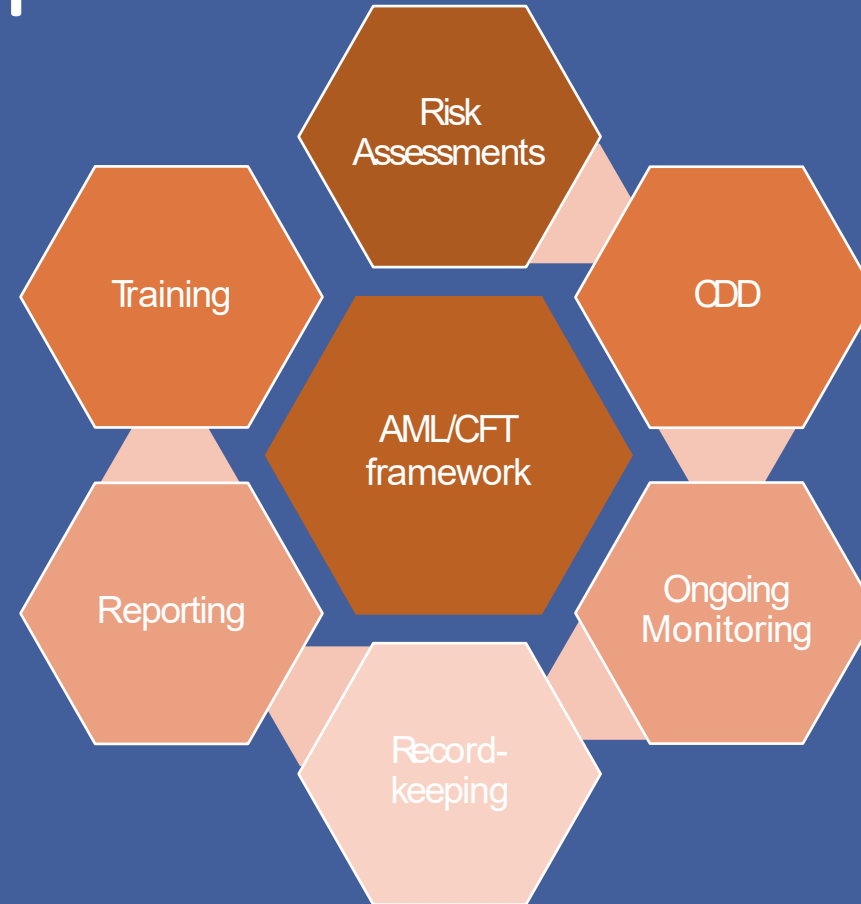 Risk
Assessments
CDD
Ongoing
Monitoring
Record-
keeping
Reporting
Training
AML/CFT
framework